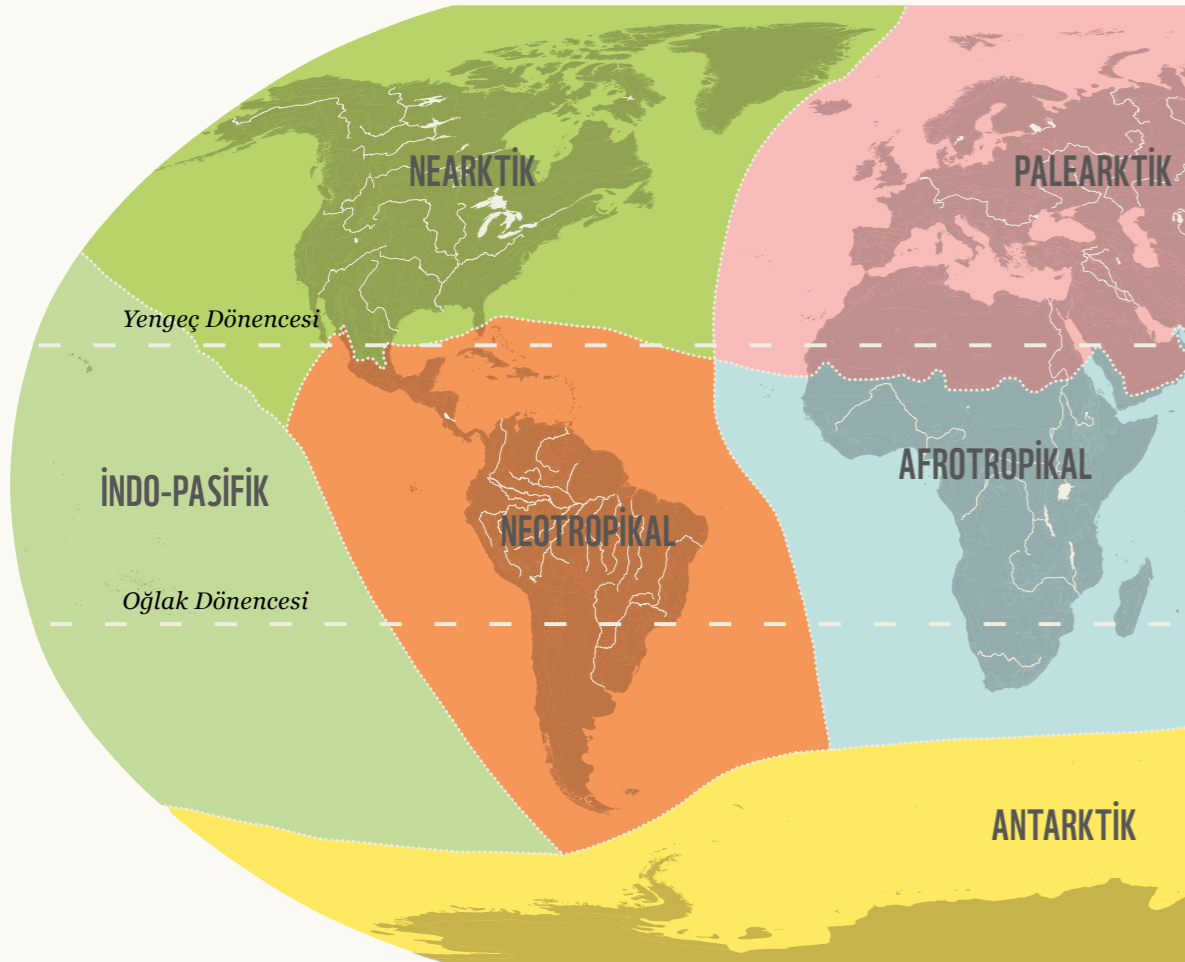 NEARKTİK
PALEARKTİK
Yengeç Dönencesi
AFROTROPİKAL
İNDO-PASİFİK
NEOTROPİKAL
Oğlak Dönencesi
ANTARKTİK